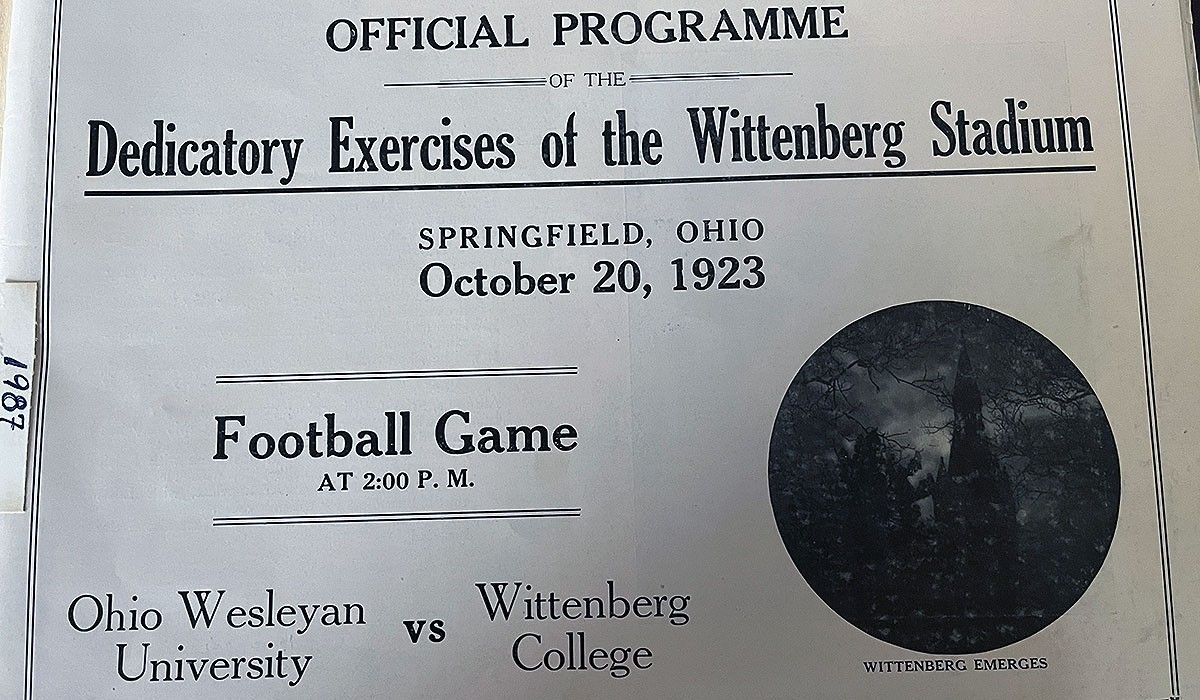 OFFICIAL PROGRAMME
OF THE
Dedicatory Exercises of the Wittenberg Stadium
SPRINGFIELD, OHIO
October 20, 1923
Football Game
AT 2:00 P. M.
Ohio Wesleyan University
vs
Wittenberg College
WITTENBERG EMERGES
1987